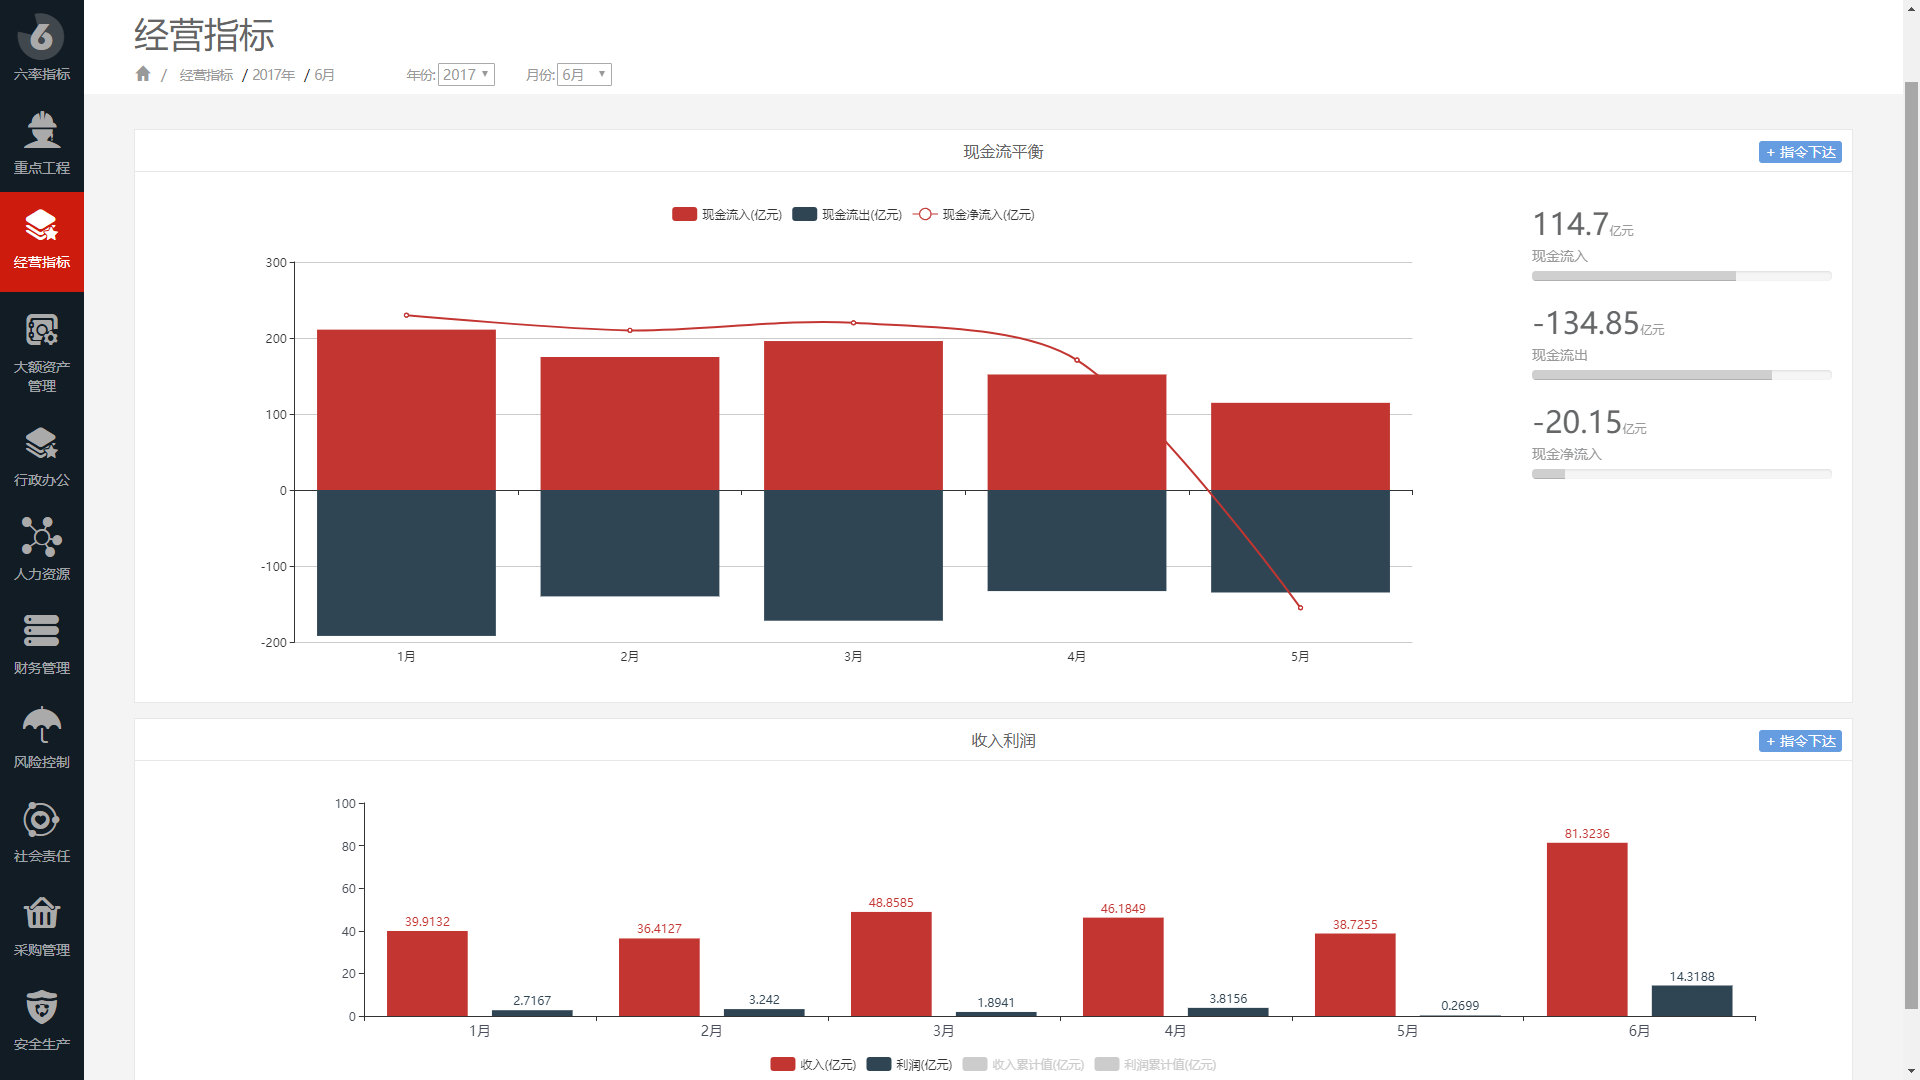 六率指标
重点工程
经营指标
大额资产
管理
行政办公
人力资源
财务管理
风险控制
社会责任
采购管理
安全生产
经营指标
/ 经营指标 / 2017年 / 6月 年份: 2017 月份: 6月
现金流平衡 + 指令下达
现金流入(亿元) 现金流出(亿元) 现金净流入(亿元)
300
200
100
0
-100
-200
1月 2月 3月 4月 5月
114.7亿元
现金流入
-134.85亿元
现金流出
-20.15亿元
现金净流入
收入利润 + 指令下达
100
80
60
40
20
0
39.9132 2.7167 36.4127 3.242 48.8585 1.8941 46.1849 3.8156 38.7255 0.2699 81.3236 14.3188
1月 2月 3月 4月 5月 6月
收入(亿元) 利润(亿元) 收入累计值(亿元) 利润累计值(亿元)